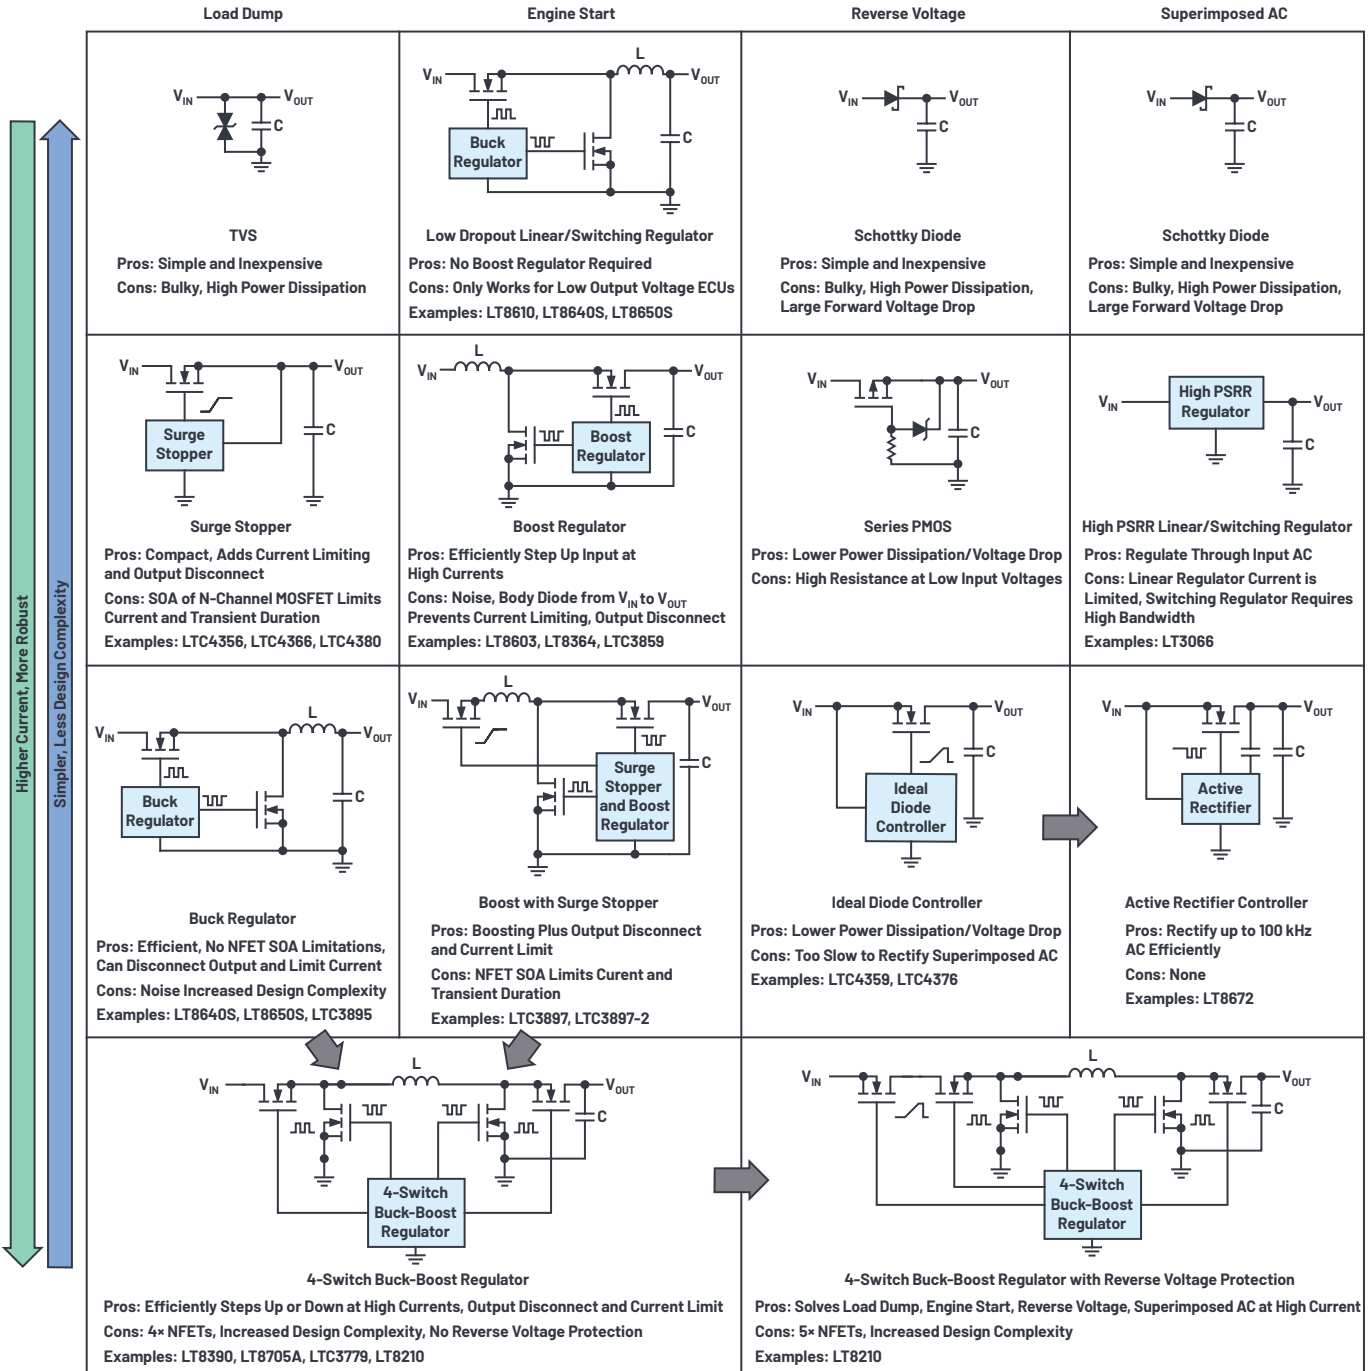 Load Dump
Engine Start
Reverse Voltage
Superimposed AC
Higher Current, More Robust
Simpler, Less Design Complexity
VIN
VOUT
C
TVS
Pros: Simple and Inexpensive
Cons: Bulky, High Power Dissipation
L
VIN
VOUT
Buck
Regulator
C
Low Dropout Linear/Switching Regulator
Pros: No Boost Regulator Required
Cons: Only Works for Low Output Voltage ECUs
Examples: LT8610, LT8640S, LT8650S
VIN
VOUT
C
Schottky Diode
Pros: Simple and Inexpensive
Cons: Bulky, High Power Dissipation,
Large Forward Voltage Drop
VIN
VOUT
C
Schottky Diode
Pros: Simple and Inexpensive
Cons: Bulky, High Power Dissipation,
Large Forward Voltage Drop
VIN
VOUT
Surge
Stopper
C
Surge Stopper
Pros: Compact, Adds Current Limiting
and Output Disconnect
Cons: SOA of N-Channel MOSFET Limits
Current and Transient Duration
Examples: LTC4356, LTC4366, LTC4380
L
VIN
VOUT
Boost
Regulator
C
Boost Regulator
Pros: Efficiently Step Up Input at
High Currents
Cons: Noise, Body Diode from VIN to VOUT
Prevents Current Limiting, Output Disconnect
Examples: LT8603, LT8364, LTC3859
VIN
VOUT
C
Series PMOS
Pros: Lower Power Dissipation/Voltage Drop
Cons: High Resistance at Low Input Voltages
VIN
High PSRR
Regulator
VOUT
C
High PSRR Linear/Switching Regulator
Pros: Regulate Through Input AC
Cons: Linear Regulator Current is
Limited, Switching Regulator Requires
High Bandwidth
Examples: LT3066
L
VIN
VOUT
Buck
Regulator
C
Buck Regulator
Pros: Efficient, No NFET SOA Limitations,
Can Disconnect Output and Limit Current
Cons: Noise Increased Design Complexity
Examples: LT8640S, LT8650S, LTC3895
L
VIN
VOUT
Surge
Stopper
and Boost
Regulator
C
Boost with Surge Stopper
Pros: Boosting Plus Output Disconnect
and Current Limit
Cons: NFET SOA Limits Curent and
Transient Duration
Examples: LTC3897, LTC3897-2
VIN
VOUT
C
Ideal
Diode
Controller
Ideal Diode Controller
Pros: Lower Power Dissipation/Voltage Drop
Cons: Too Slow to Rectify Superimposed AC
Examples: LTC4359, LTC4376
VIN
VOUT
C
Active
Rectifier
Active Rectifier Controller
Pros: Rectify up to 100 kHz
AC Efficiently
Cons: None
Examples: LT8672
L
VIN
VOUT
C
4-Switch
Buck-Boost
Regulator
4-Switch Buck-Boost Regulator
Pros: Efficiently Steps Up or Down at High Currents, Output Disconnect and Current Limit
Cons: 4× NFETs, Increased Design Complexity, No Reverse Voltage Protection
Examples: LT8390, LT8705A, LTC3779, LT8210
L
VIN
VOUT
C
4-Switch
Buck-Boost
Regulator
4-Switch Buck-Boost Regulator with Reverse Voltage Protection
Pros: Solves Load Dump, Engine Start, Reverse Voltage, Superimposed AC at High Current
Cons: 5× NFETs, Increased Design Complexity
Examples: LT8210